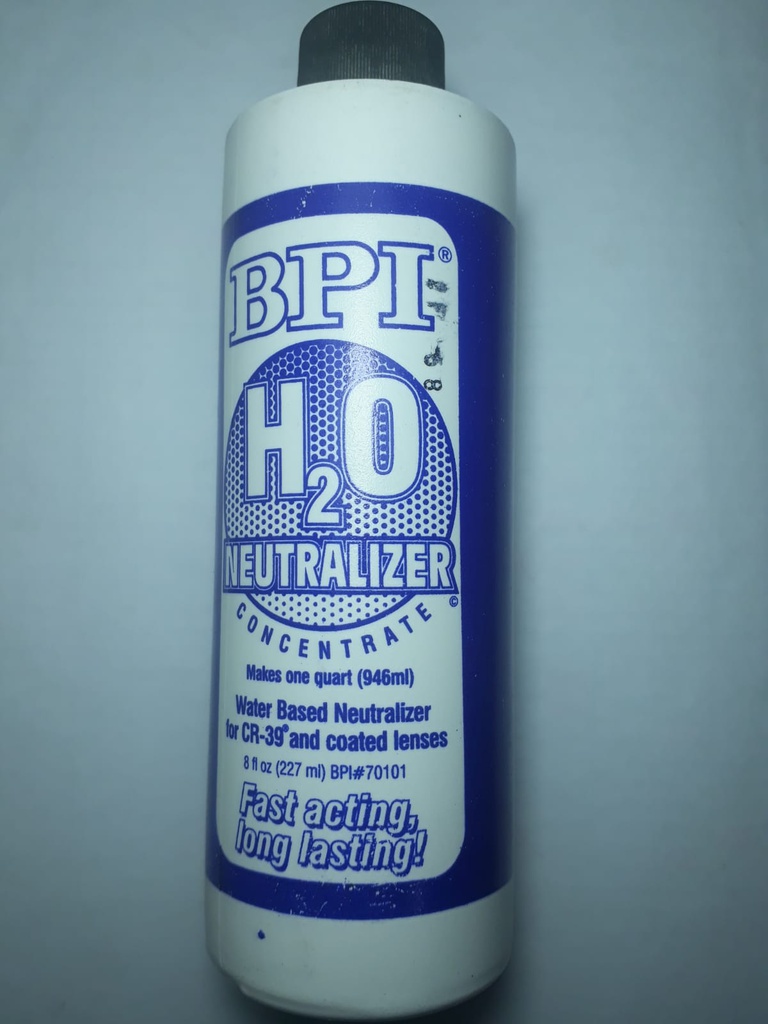 BPI®
H2O
NEUTRALIZER
©
CONCENTRATE
Makes one quart (946ml)
Water Based Neutralizer
for CR-39® and coated lenses
8 fl oz (227 ml) BPI#70101
Fast acting,
long lasting!